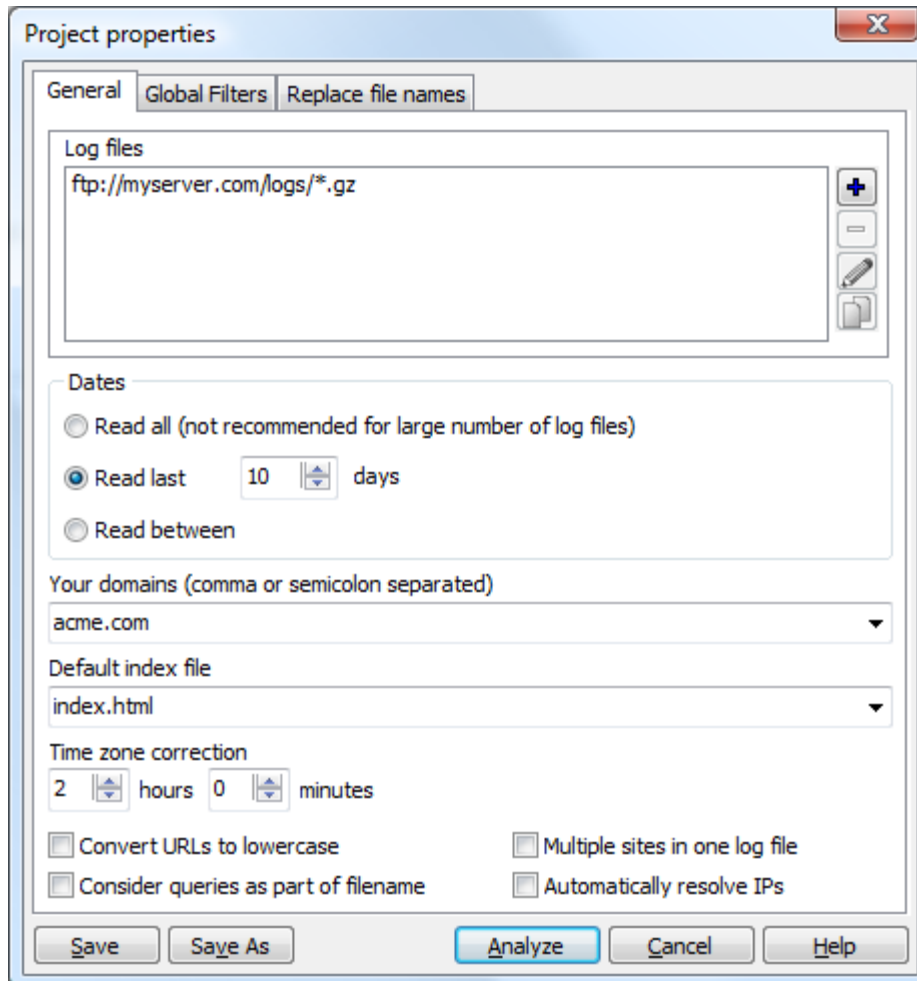 Project properties
General Global Filters Replace file names
Log files
ftp://myserver.com/logs/*.gz
Dates
Read all (not recommended for large number of log files)
Read last 10 days
Read between
Your domains (comma or semicolon separated)
acme.com
Default index file
index.html
Time zone correction
2 hours 0 minutes
Convert URLs to lowercase Multiple sites in one log file
Consider queries as part of filename Automatically resolve IPs
Save Save As Analyze Cancel Help